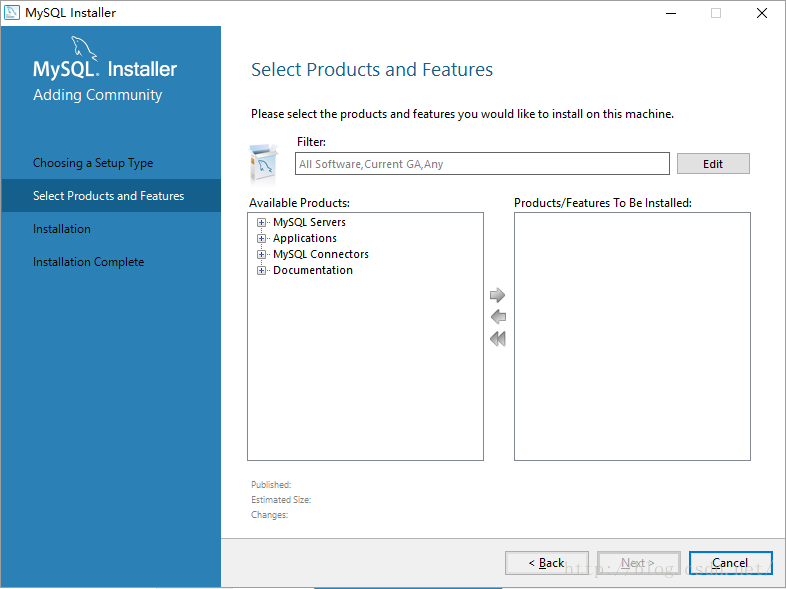 MySQL Installer
MySQL. Installer
Adding Community
Choosing a Setup Type
Select Products and Features
Installation
Installation Complete
Select Products and Features
Please select the products and features you would like to install on this machine.
Filter:
All Software,Current GA,Any
Edit
Available Products:
MySQL Servers
Applications
MySQL Connectors
Documentation
Products/Features To Be Installed:
Published:
Estimated Size:
Changes:
< Back
Next >
Cancel
http://blog.csdn.net/